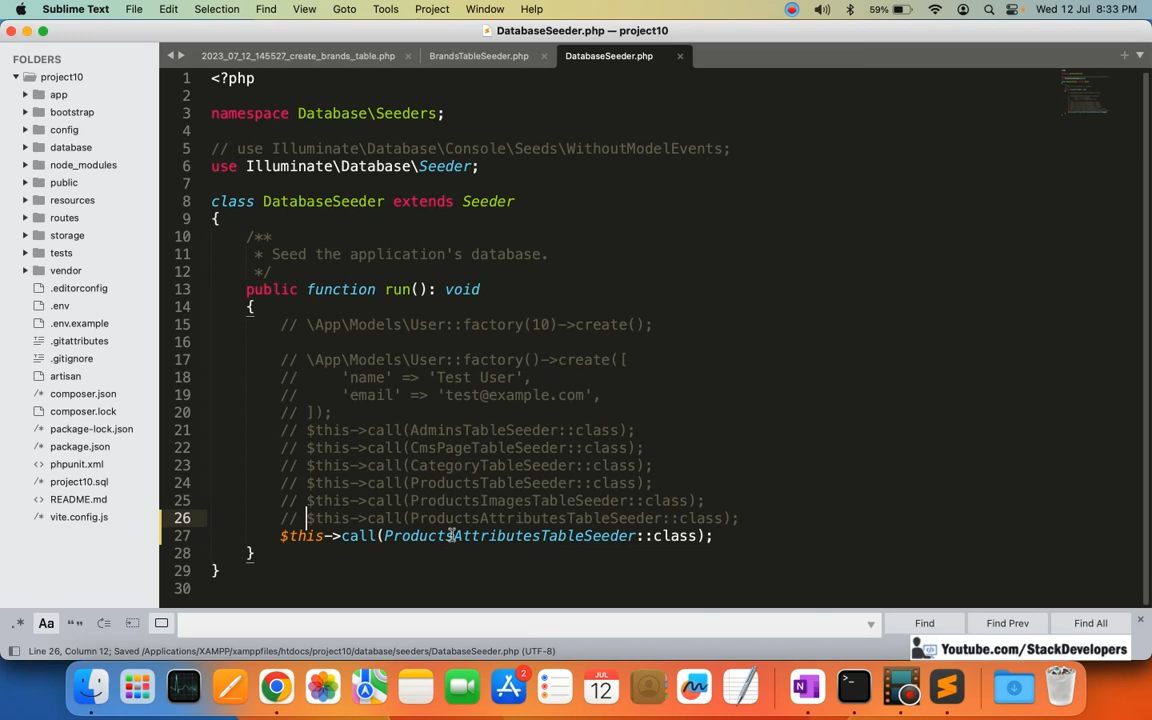 Sublime Text File Edit Selection Find View Goto Tools Project Window Help 59% Wed 12 Jul 8:33 PM
DatabaseSeeder.php — project10
FOLDERS
project10
app
bootstrap
config
database
node_modules
public
resources
routes
storage
tests
vendor
.editorconfig
.env
.env.example
.gitattributes
.gitignore
artisan
composer.json
composer.lock
package-lock.json
package.json
phpunit.xml
project10.sql
README.md
vite.config.js
2023_07_12_145527_create_brands_table.php BrandsTableSeeder.php DatabaseSeeder.php
1 <?php
2
3 namespace Database\Seeders;
4
5 // use Illuminate\Database\Console\Seeds\WithoutModelEvents;
6 use Illuminate\Database\Seeder;
7
8 class DatabaseSeeder extends Seeder
9 {
10 /**
11 * Seed the application's database.
12 */
13 public function run(): void
14 {
15 // \App\Models\User::factory(10)->create();
16
17 // \App\Models\User::factory()->create([
18 // 'name' => 'Test User',
19 // 'email' => 'test@example.com',
20 // ]);
21 // $this->call(AdminsTableSeeder::class);
22 // $this->call(CmsPageTableSeeder::class);
23 // $this->call(CategoryTableSeeder::class);
24 // $this->call(ProductsTableSeeder::class);
25 // $this->call(ProductsImagesTableSeeder::class);
26 // $this->call(ProductsAttributesTableSeeder::class);
27 $this->call(ProductsAttributesTableSeeder::class);
28 }
29 }
30
.* Aa “” Find Find Prev Find All
Line 26, Column 12; Saved /Applications/XAMPP/xamppfiles/htdocs/project10/database/seeders/DatabaseSeeder.php (UTF-8)
Youtube.com/StackDevelopers
2
JUL
12